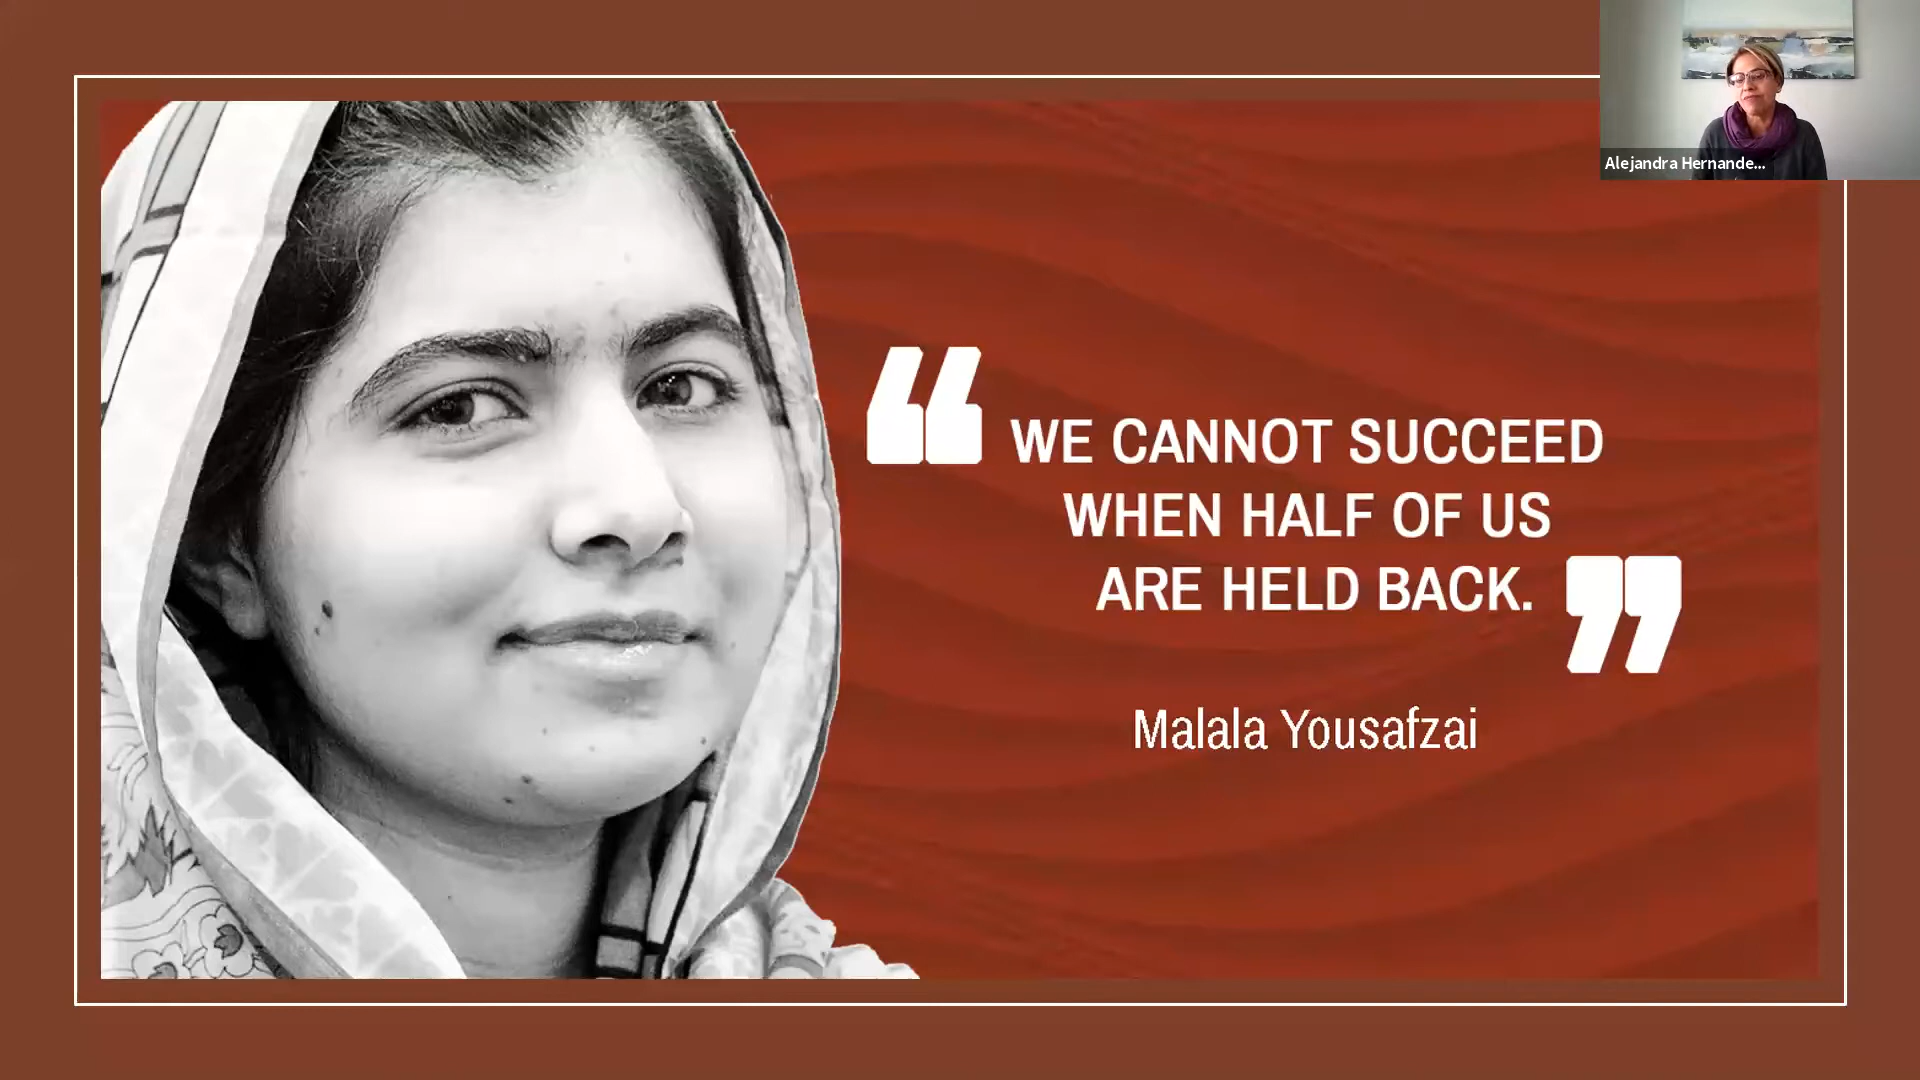 Alejandra Hernande...
“ WE CANNOT SUCCEED
WHEN HALF OF US
ARE HELD BACK. ”
Malala Yousafzai